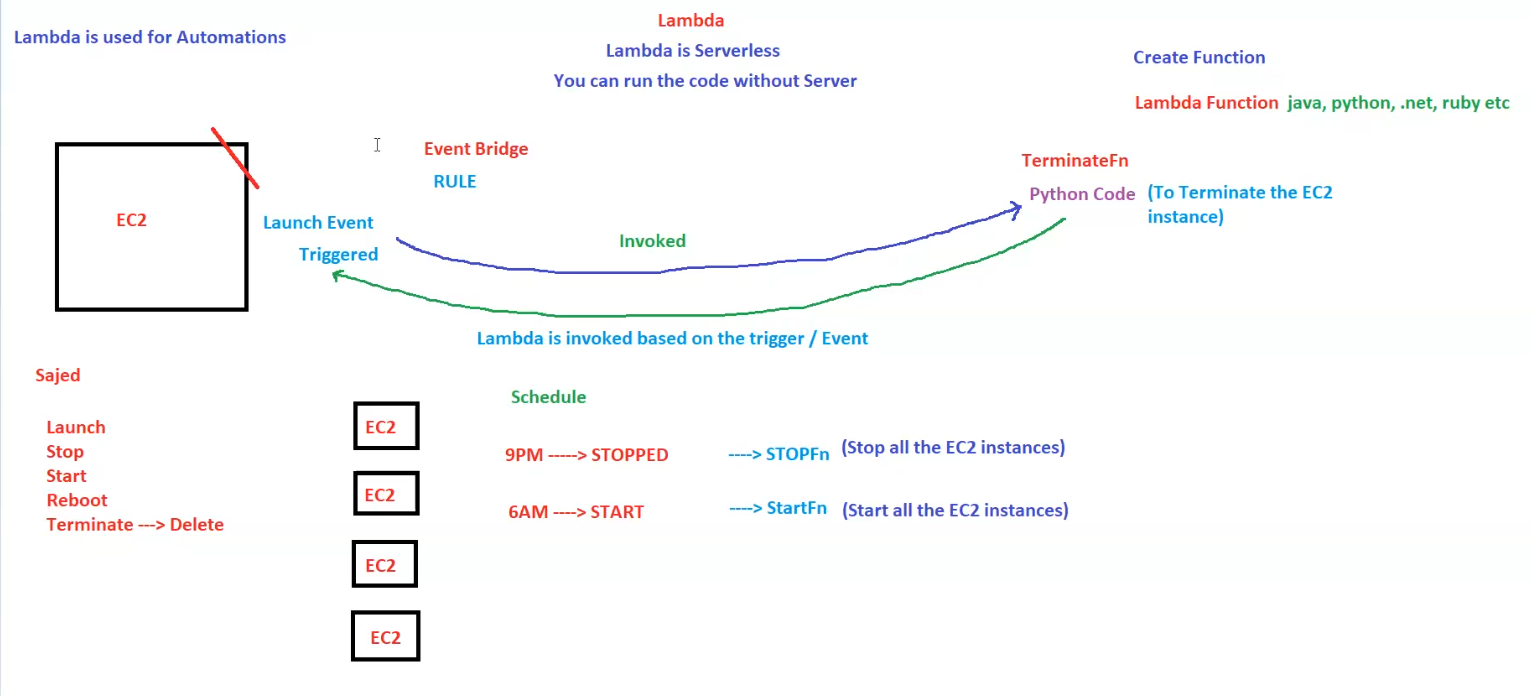 Lambda
Lambda is used for Automations
Lambda is Serverless
You can run the code without Server
Create Function
Lambda Function java, python, .net, ruby etc
Event Bridge
RULE
TerminateFn
Python Code (To Terminate the EC2
instance)
EC2
Launch Event
Triggered
Invoked
Lambda is invoked based on the trigger / Event
Sajed
Launch
Stop
Start
Reboot
Terminate ---> Delete
EC2
EC2
EC2
EC2
Schedule
9PM -----> STOPPED ----> STOPFn (Stop all the EC2 instances)
6AM ----> START ----> StartFn (Start all the EC2 instances)